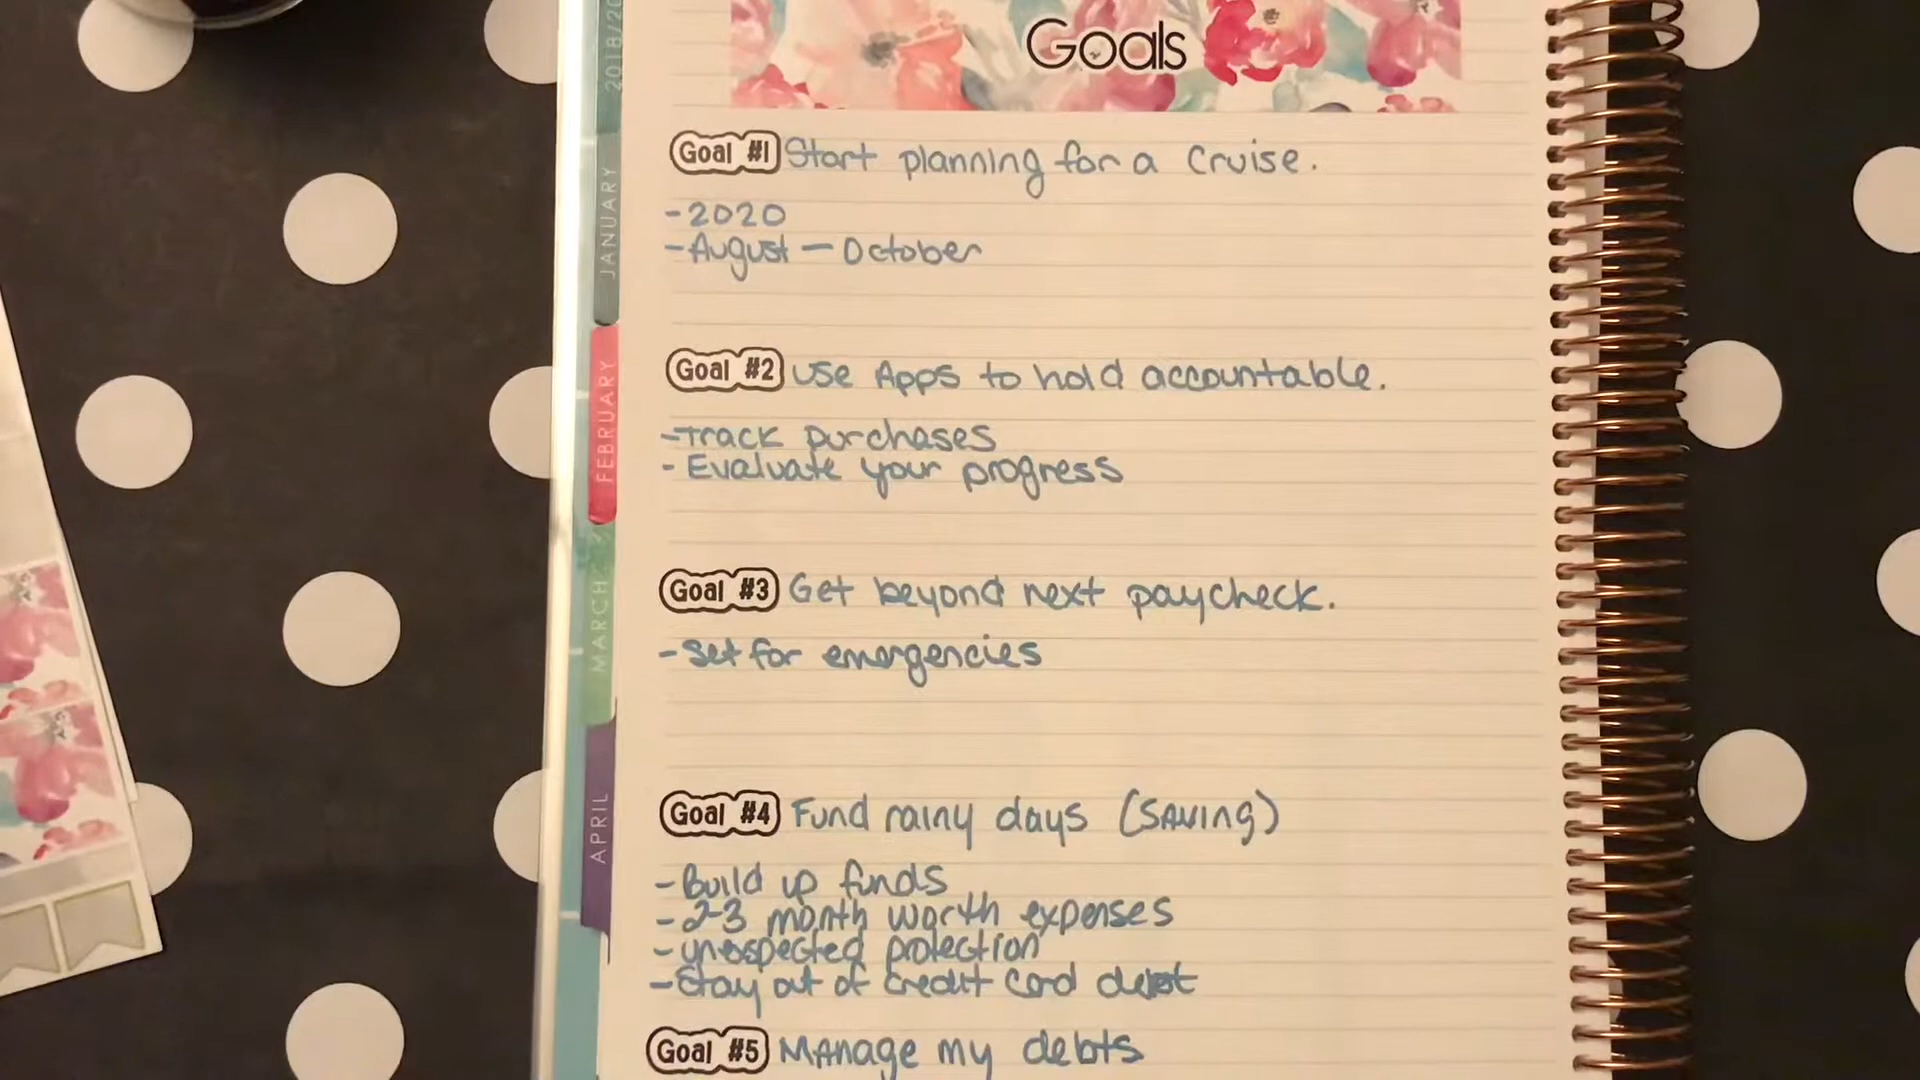 Goals
Goal #1 Start planning for a cruise.
-2020
-August — October
Goal #2 use Apps to hold accountable.
-Track purchases
- Evaluate your progress
Goal #3 Get beyond next paycheck.
-Set for emergencies
Goal #4 Fund rainy days (SAving)
-Build up funds
-2-3 month worth expenses
-unexspected protection
-Stay out of credit card debt
Goal #5 MAnage my debts
2018/20
JANUARY
FEBRUARY
MARCH
APRIL